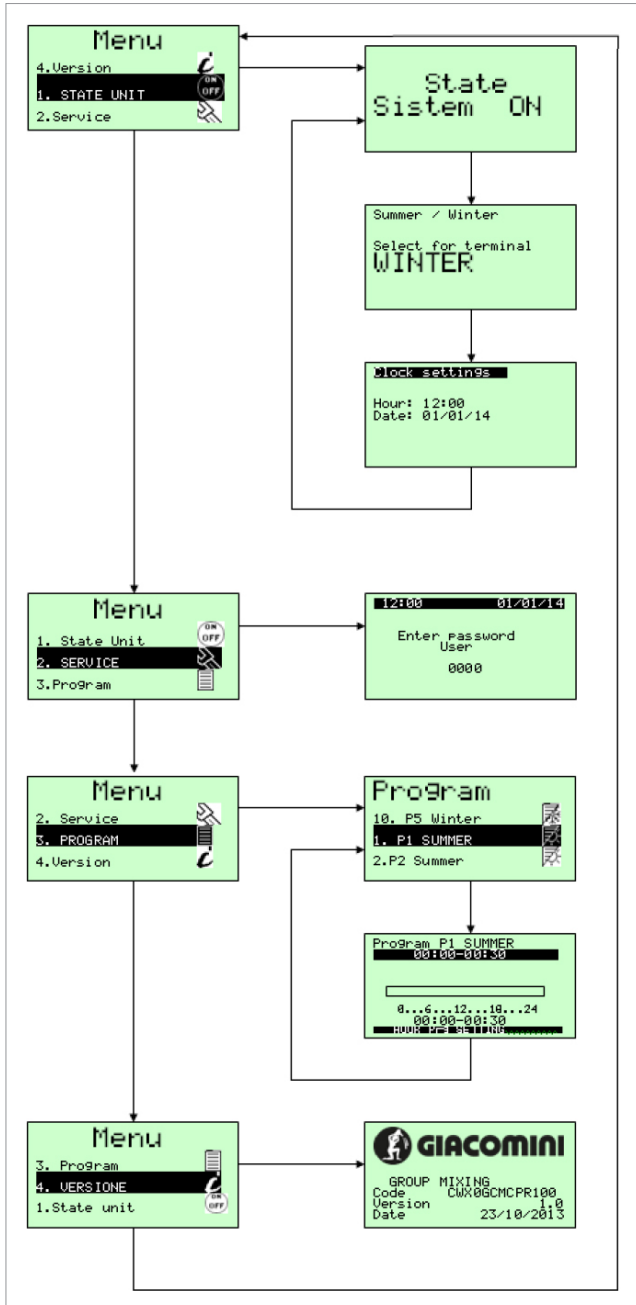 Menu
4.Version
ON
OFF
1. STATE UNIT
2.Service
State
Sistem ON
Summer / Winter
Select for terminal
WINTER
Clock settings
Hour: 12:00
Date: 01/01/14
Menu
ON
OFF
1. State Unit
2. SERVICE
3.Program
12:00 01/01/14
Enter password
User
0000
Menu
2. Service
3. PROGRAM
4.Version
Program
10. P5 Winter
1. P1 SUMMER
2.P2 Summer
Program P1 SUMMER
00:00-00:30
0...6...12...18...24
00:00-00:30
HOUR Prg SETTING
Menu
3. Program
4. VERSIONE
1.State unit
ON
OFF
GIACOMINI
GROUP MIXING
Code CWX0GCMCPR100
Version 1.0
Date 23/10/2013